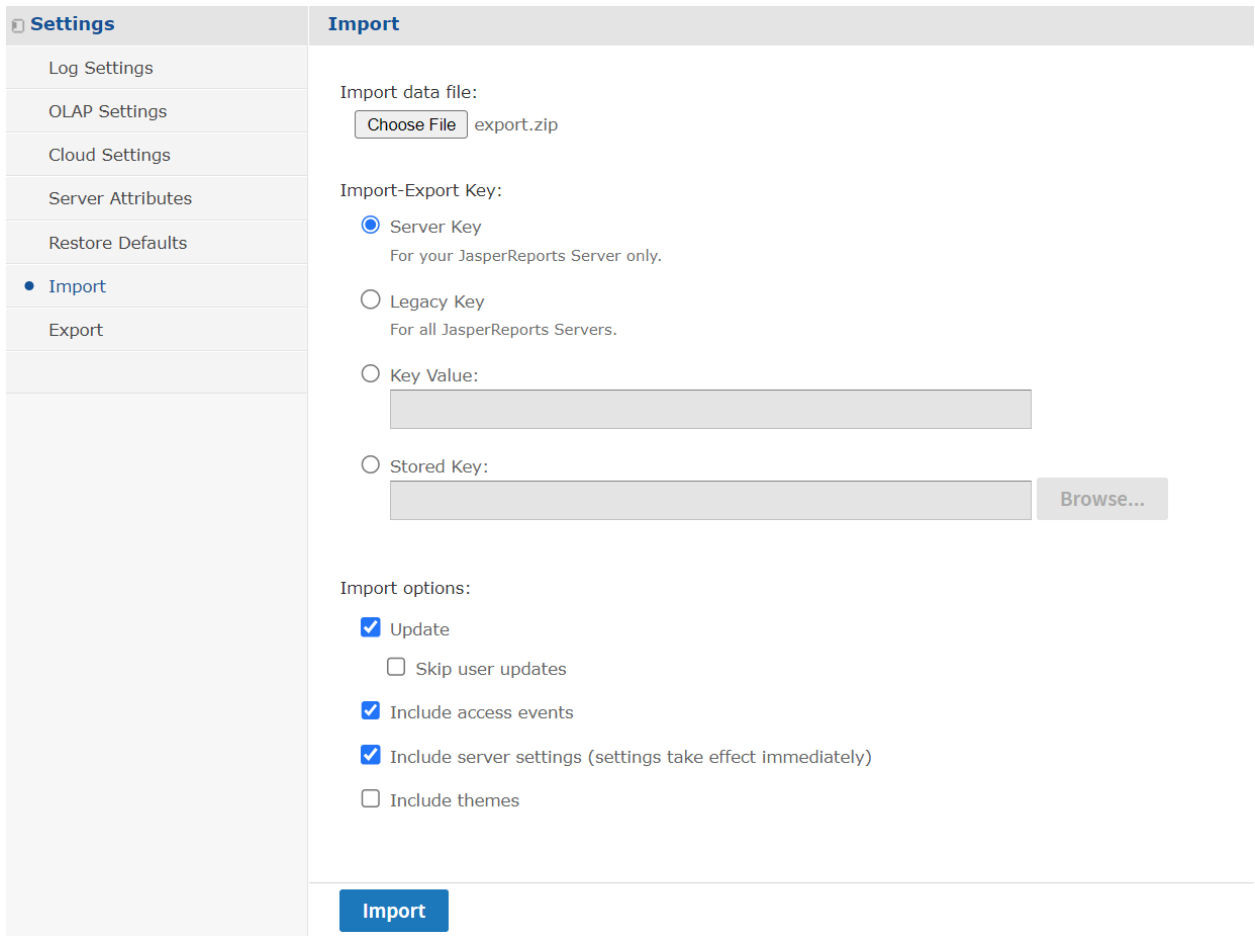 Settings
Import
Log Settings
OLAP Settings
Cloud Settings
Server Attributes
Restore Defaults
Import
Export
Import data file:
Choose File export.zip
Import-Export Key:
Server Key
For your JasperReports Server only.
Legacy Key
For all JasperReports Servers.
Key Value:
Stored Key:
Browse...
Import options:
Update
Skip user updates
Include access events
Include server settings (settings take effect immediately)
Include themes
Import